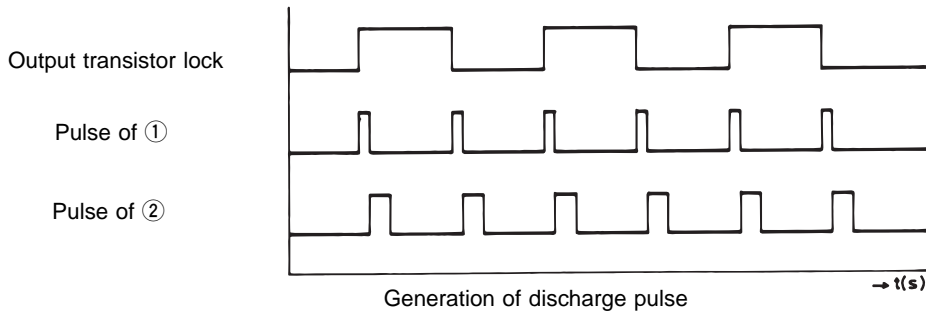 Output transistor lock
Pulse of ①
Pulse of ②
→ t(s)
Generation of discharge pulse